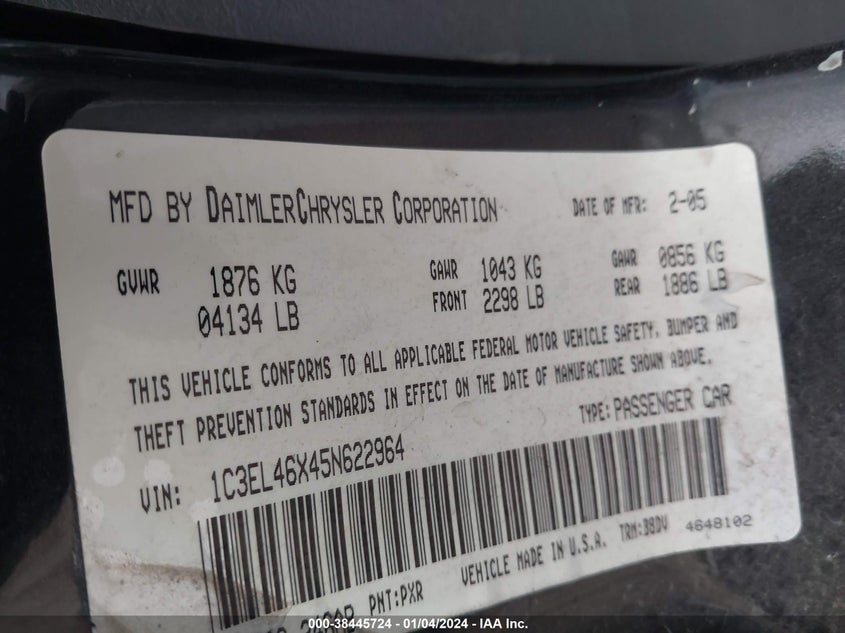 MFD BY DAIMLERCHRYSLER CORPORATION DATE OF MFR: 2-05
GVWR 1876 KG GAWR 1043 KG GAWR 0856 KG
04134 LB FRONT 2298 LB REAR 1886 LB
THIS VEHICLE CONFORMS TO ALL APPLICABLE FEDERAL MOTOR VEHICLE SAFETY, BUMPER AND
THEFT PREVENTION STANDARDS IN EFFECT ON THE DATE OF MANUFACTURE SHOWN ABOVE.
VIN: 1C3EL46X45N622964 TYPE: PASSENGER CAR
PNT:PXR VEHICLE MADE IN U.S.A. TRM:38DV 4648102
000-38445724 - 01/04/2024 - IAA Inc.